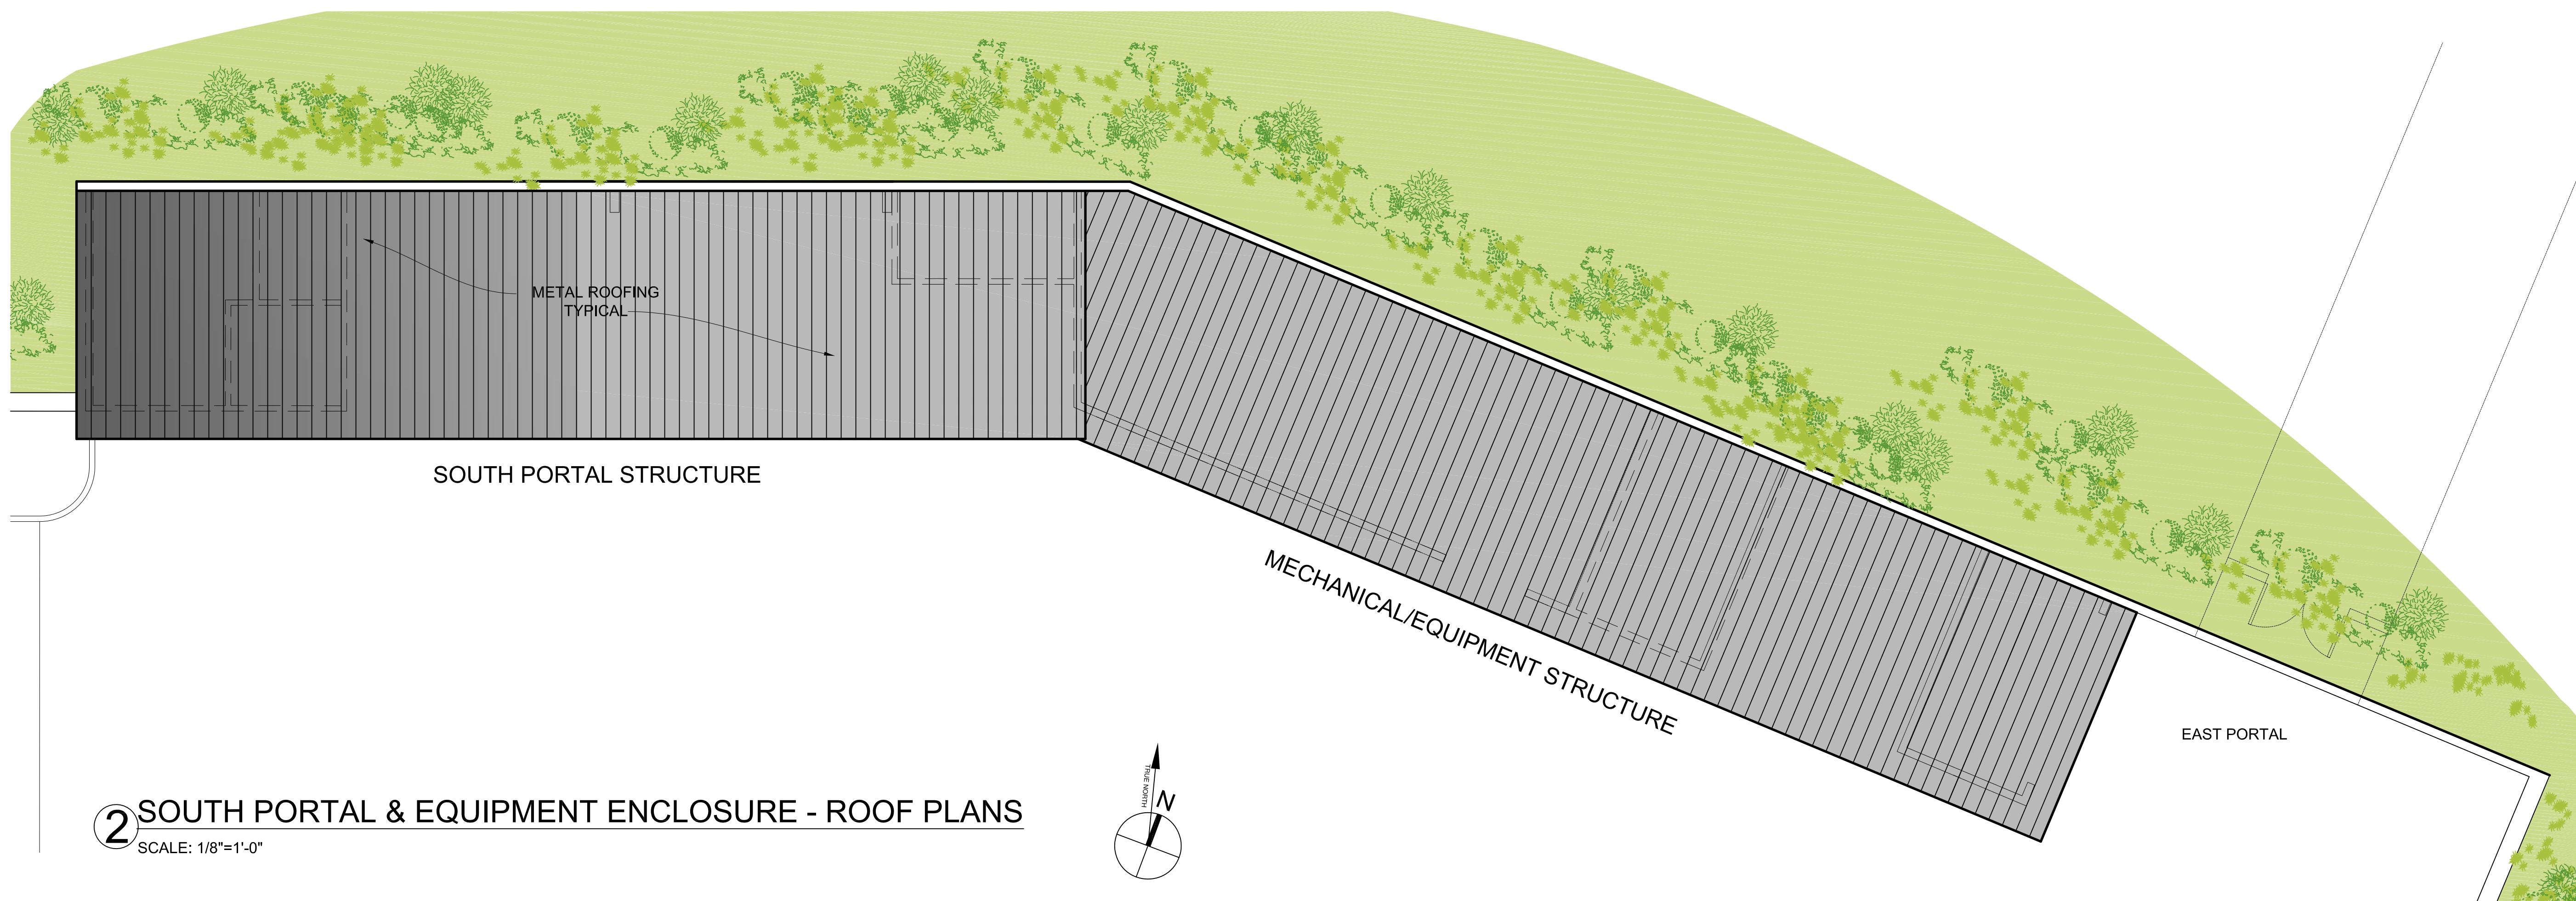 METAL ROOFING
TYPICAL
SOUTH PORTAL STRUCTURE
MECHANICAL/EQUIPMENT STRUCTURE
EAST PORTAL
TRUE NORTH
N
2
SOUTH PORTAL & EQUIPMENT ENCLOSURE - ROOF PLANS
SCALE: 1/8"=1'-0"